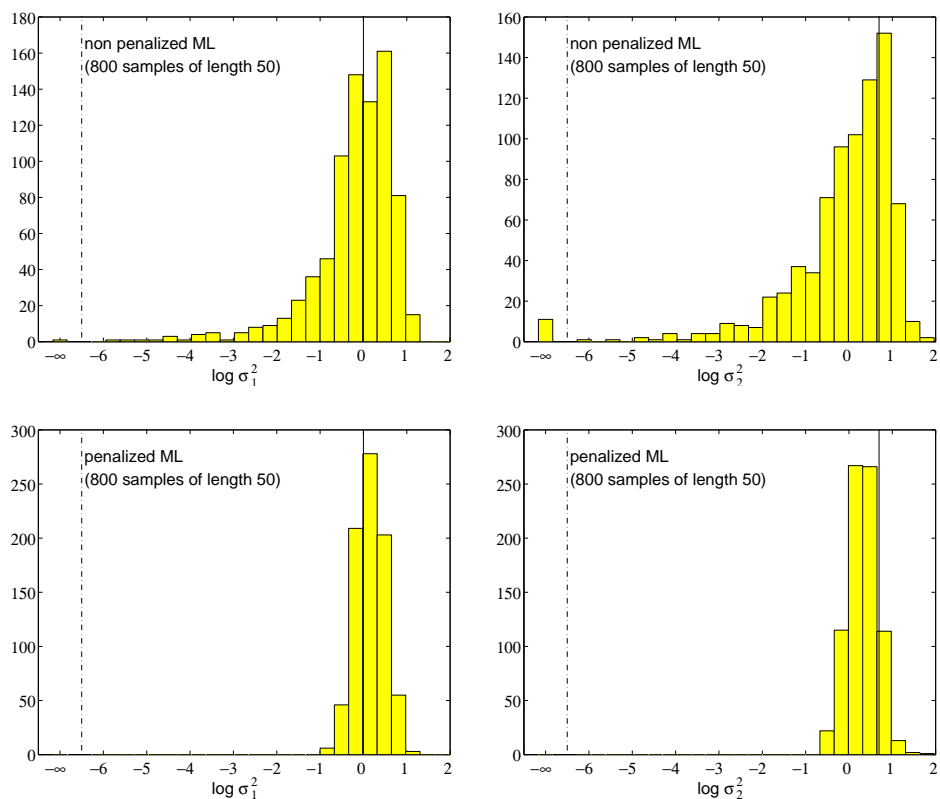 180
160
140
120
100
80
60
40
20
0
non penalized ML
(800 samples of length 50)
−∞ −6 −5 −4 −3 −2 −1 0 1 2
log σ₁²
160
140
120
100
80
60
40
20
0
non penalized ML
(800 samples of length 50)
−∞ −6 −5 −4 −3 −2 −1 0 1 2
log σ₂²
300
250
200
150
100
50
0
penalized ML
(800 samples of length 50)
−∞ −6 −5 −4 −3 −2 −1 0 1 2
log σ₁²
300
250
200
150
100
50
0
penalized ML
(800 samples of length 50)
−∞ −6 −5 −4 −3 −2 −1 0 1 2
log σ₂²